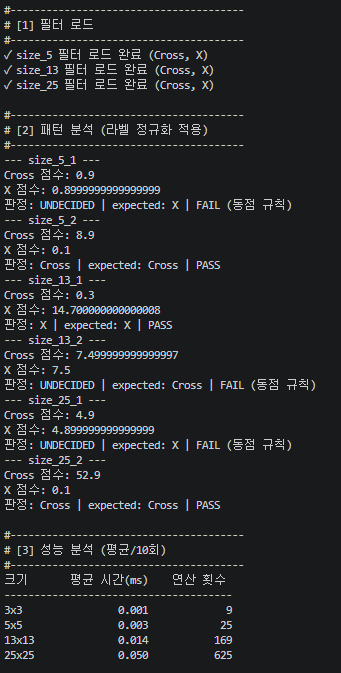 #---------------------------------------
# [1] 필터 로드
#---------------------------------------
✓ size_5 필터 로드 완료 (Cross, X)
✓ size_13 필터 로드 완료 (Cross, X)
✓ size_25 필터 로드 완료 (Cross, X)
#---------------------------------------
# [2] 패턴 분석 (라벨 정규화 적용)
#---------------------------------------
--- size_5_1 ---
Cross 점수: 0.9
X 점수: 0.8999999999999999
판정: UNDECIDED | expected: X | FAIL (동점 규칙)
--- size_5_2 ---
Cross 점수: 8.9
X 점수: 0.1
판정: Cross | expected: Cross | PASS
--- size_13_1 ---
Cross 점수: 0.3
X 점수: 14.700000000000008
판정: X | expected: X | PASS
--- size_13_2 ---
Cross 점수: 7.499999999999997
X 점수: 7.5
판정: UNDECIDED | expected: Cross | FAIL (동점 규칙)
--- size_25_1 ---
Cross 점수: 4.9
X 점수: 4.899999999999999
판정: UNDECIDED | expected: X | FAIL (동점 규칙)
--- size_25_2 ---
Cross 점수: 52.9
X 점수: 0.1
판정: Cross | expected: Cross | PASS
#---------------------------------------
# [3] 성능 분석 (평균/10회)
#---------------------------------------
크기 평균 시간(ms) 연산 횟수
--------------------------------------
3x3 0.001 9
5x5 0.003 25
13x13 0.014 169
25x25 0.050 625